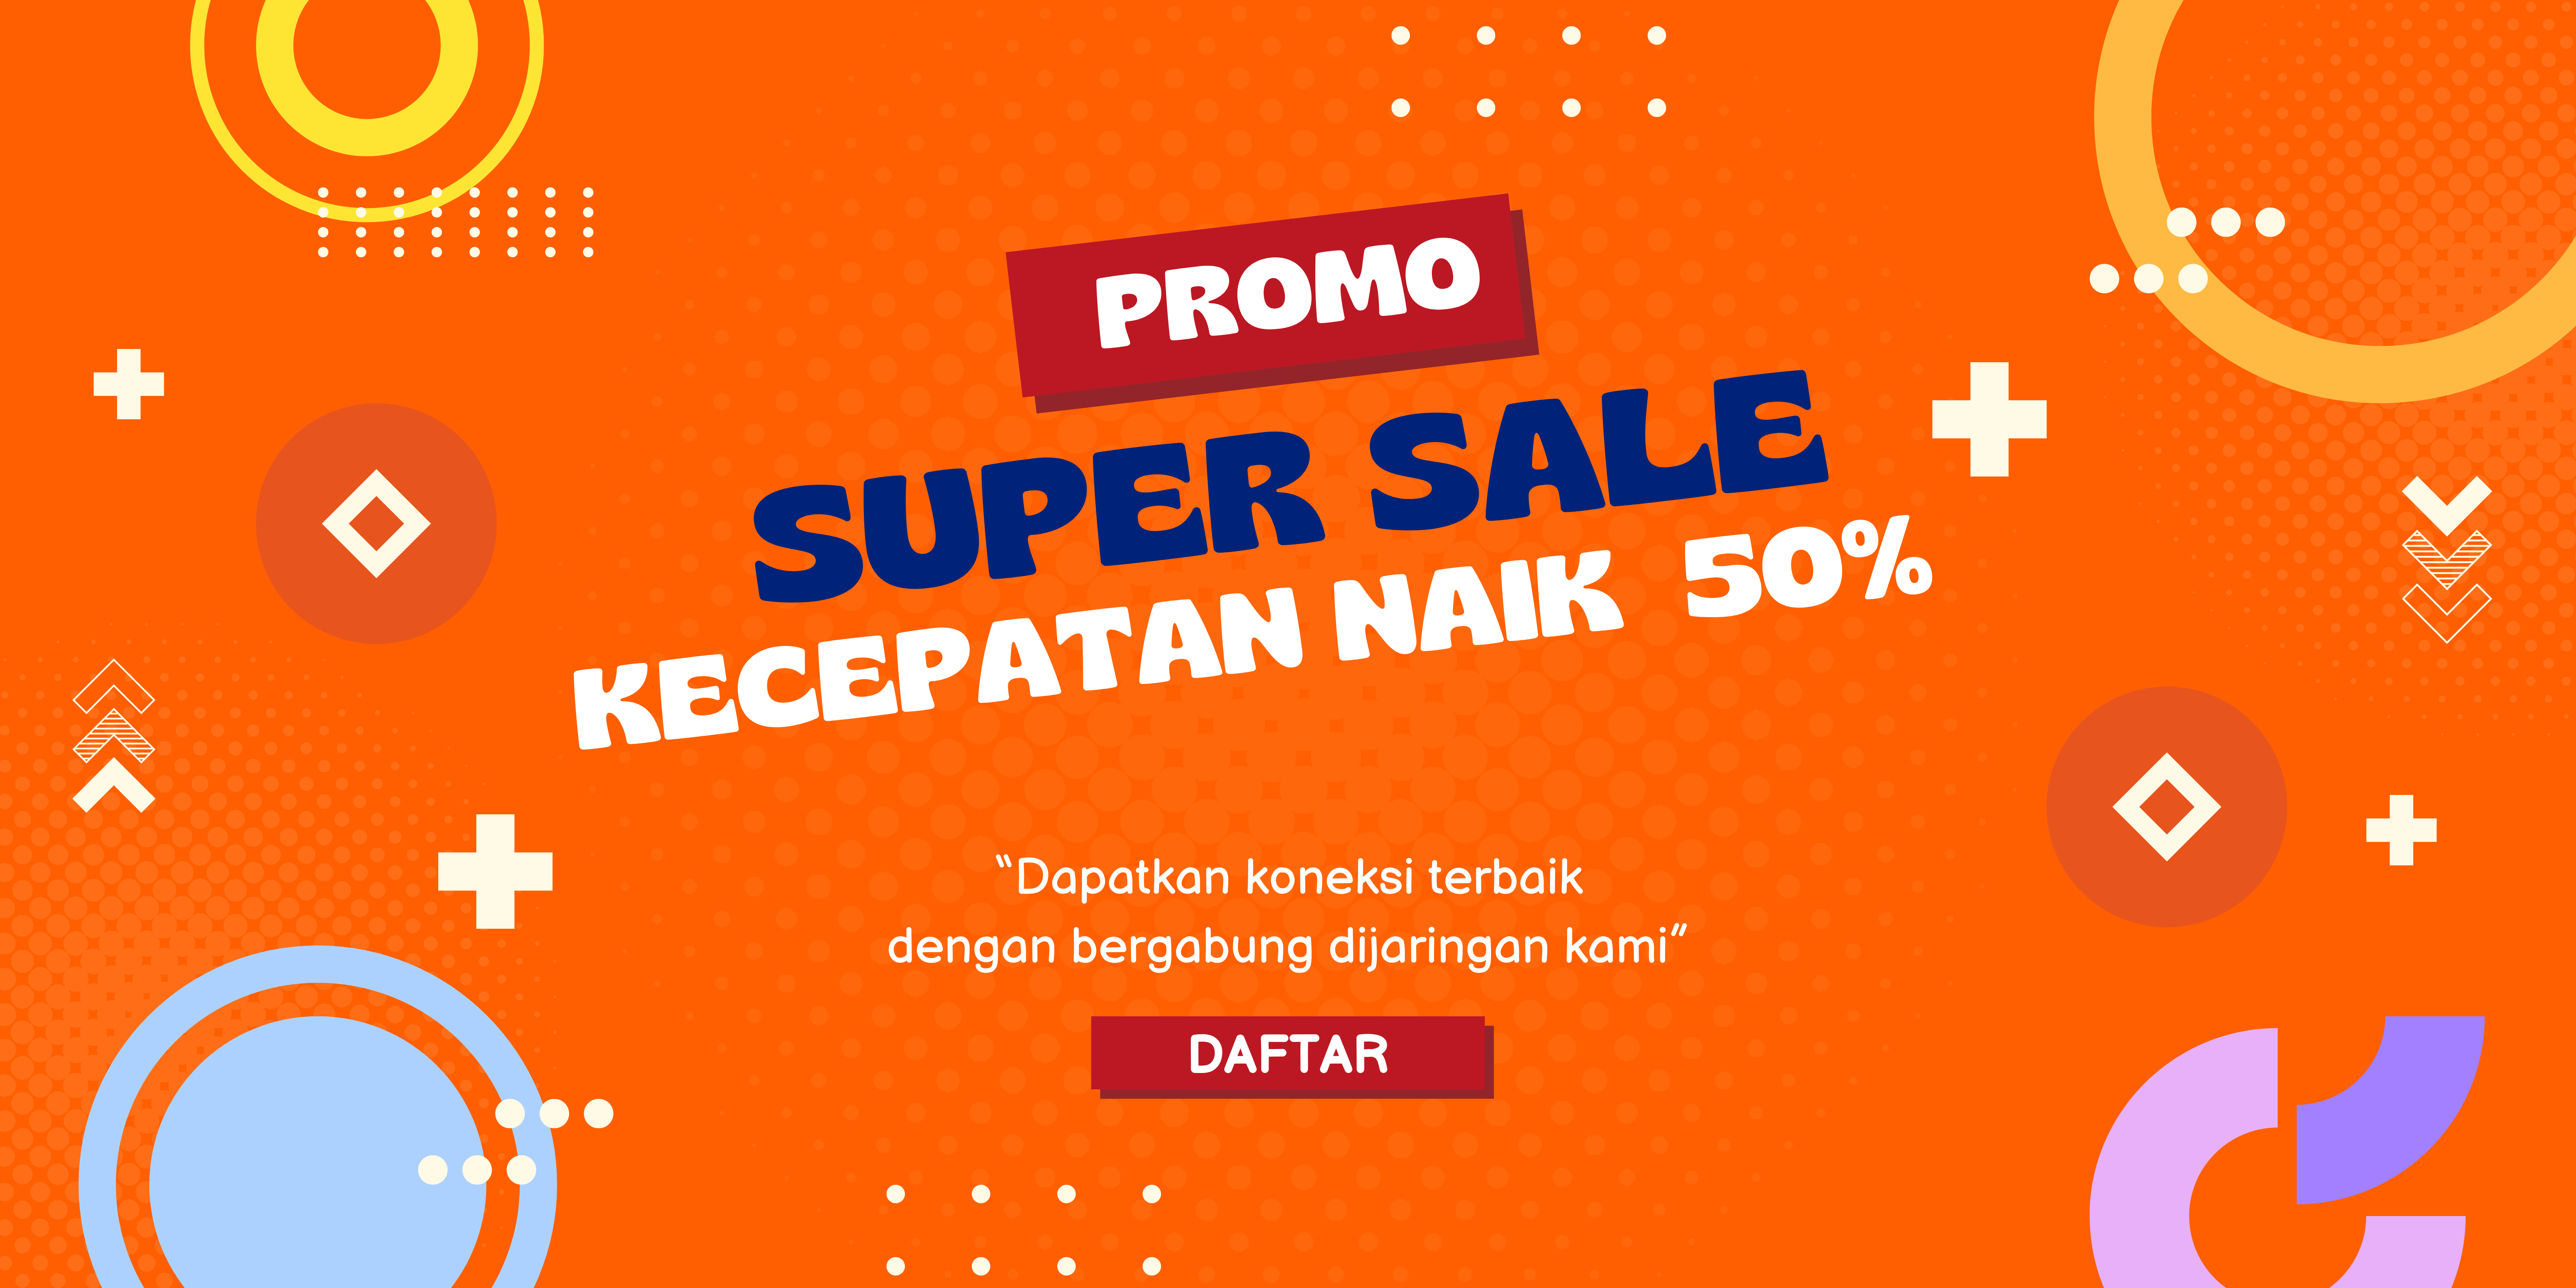 PROMO
SUPER SALE
KECEPATAN NAIK 50%
"Dapatkan koneksi terbaik
dengan bergabung dijaringan kami"
DAFTAR